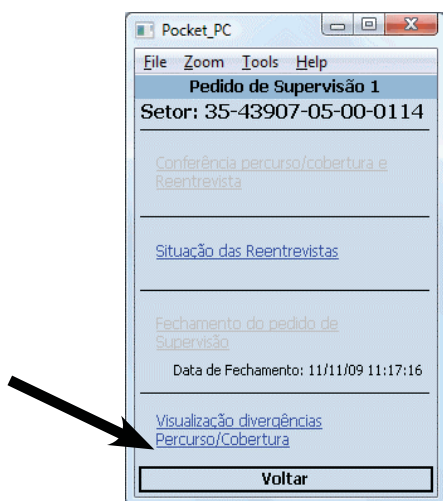 Pocket_PC
File Zoom Tools Help
Pedido de Supervisão 1
Setor: 35-43907-05-00-0114
Conferência percurso/cobertura e
Reentrevista
Situação das Reentrevistas
Fechamento do pedido de
Supervisão
Data de Fechamento: 11/11/09 11:17:16
Visualização divergências
Percurso/Cobertura
Voltar